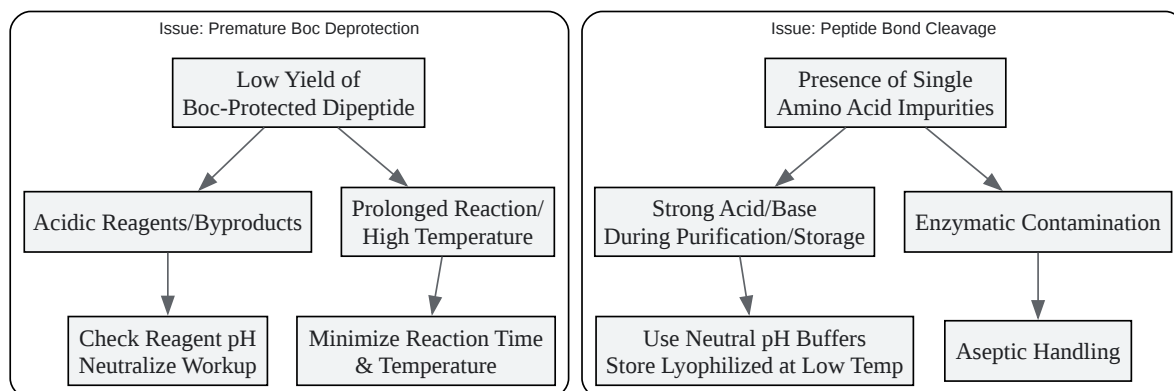 Issue: Premature Boc Deprotection
Low Yield of
Boc-Protected Dipeptide
Acidic Reagents/Byproducts
Prolonged Reaction/
High Temperature
Check Reagent pH
Neutralize Workup
Minimize Reaction Time
& Temperature
Issue: Peptide Bond Cleavage
Presence of Single
Amino Acid Impurities
Strong Acid/Base
During Purification/Storage
Enzymatic Contamination
Use Neutral pH Buffers
Store Lyophilized at Low Temp
Aseptic Handling